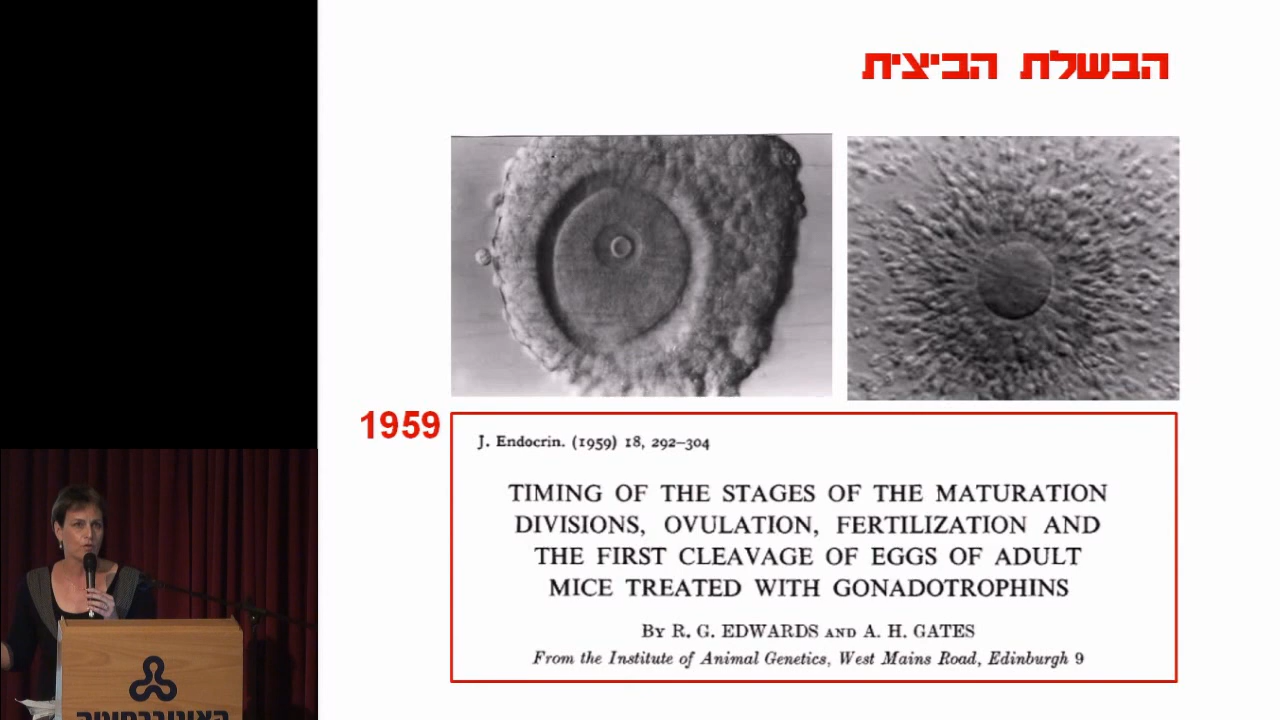 הבשלת הביצית
1959
J. Endocrin. (1959) 18, 292–304
TIMING OF THE STAGES OF THE MATURATION
DIVISIONS, OVULATION, FERTILIZATION AND
THE FIRST CLEAVAGE OF EGGS OF ADULT
MICE TREATED WITH GONADOTROPHINS
By R. G. EDWARDS AND A. H. GATES
From the Institute of Animal Genetics, West Mains Road, Edinburgh 9
האוניברסיטה